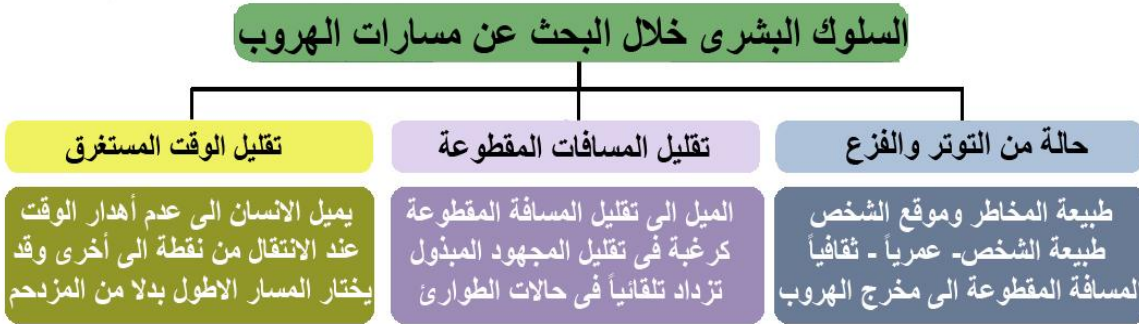 السلوك البشرى خلال البحث عن مسارات الهروب
حالة من التوتر والفزع
طبيعة المخاطر وموقع الشخص
طبيعة الشخص- عمرياً - ثقافياً
المسافة المقطوعة الى مخرج الهروب
تقليل المسافات المقطوعة
الميل الى تقليل المسافة المقطوعة
كرغبة فى تقليل المجهود المبذول
تزداد تلقائياً فى حالات الطوارئ
تقليل الوقت المستغرق
يميل الانسان الى عدم أهدار الوقت
عند الانتقال من نقطة الى أخرى وقد
يختار المسار الاطول بدلا من المزدحم